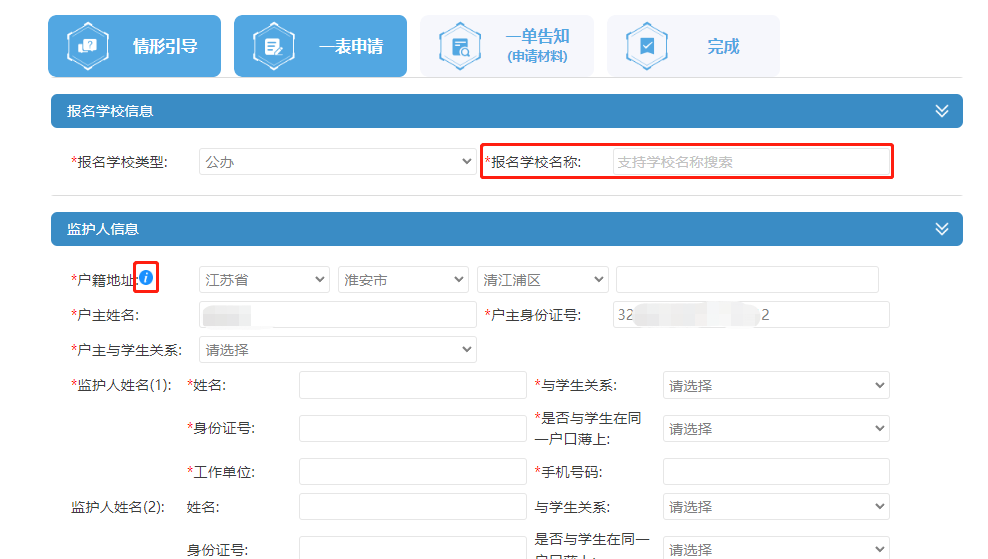 情形引导 一表申请 一单告知 完成
(申请材料)
报名学校信息
*报名学校类型: 公办 *报名学校名称: 支持学校名称搜索
监护人信息
*户籍地址: i 江苏省 淮安市 清江浦区
*户主姓名: *户主身份证号: 32 2
*户主与学生关系: 请选择
*监护人姓名(1): *姓名: *与学生关系: 请选择
*身份证号: *是否与学生在同 请选择
一户口薄上:
*工作单位: *手机号码:
监护人姓名(2): 姓名: 与学生关系: 请选择
身份证号: 是否与学生在同一 请选择